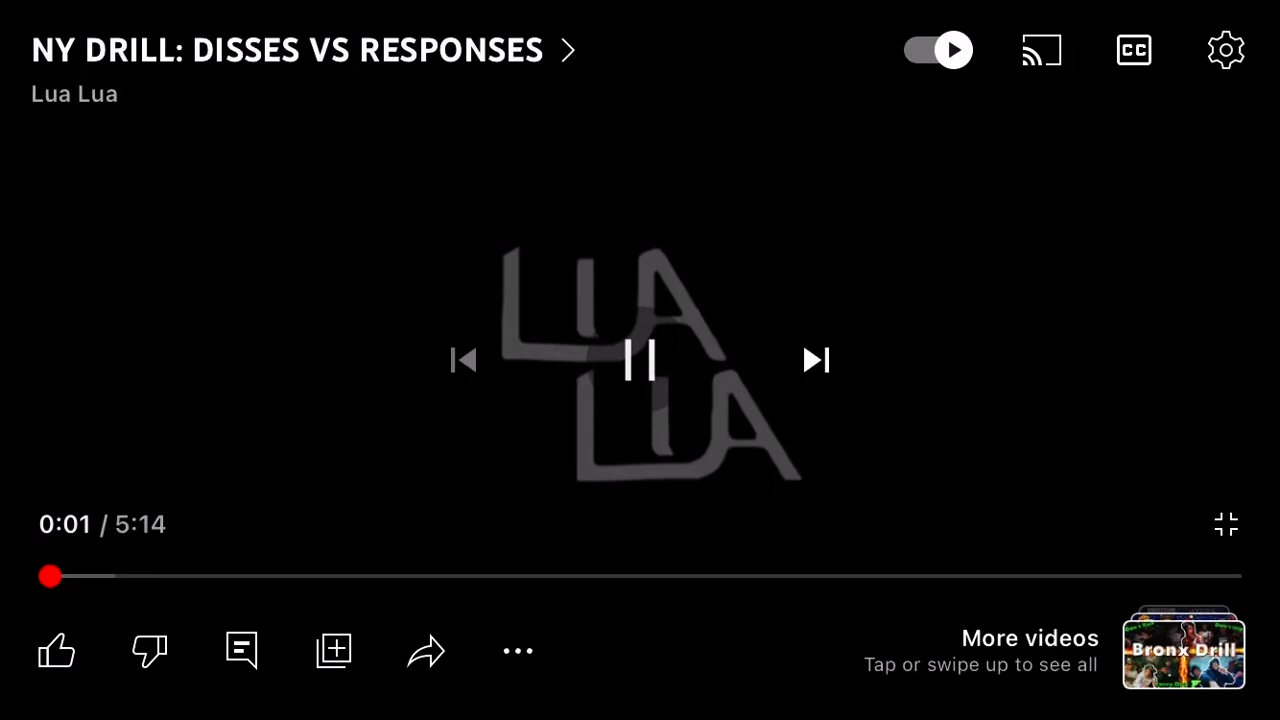 NY DRILL: DISSES VS RESPONSES
Lua Lua
CC
LUA
LUA
0:01 / 5:14
More videos
Tap or swipe up to see all
Bronx Drill